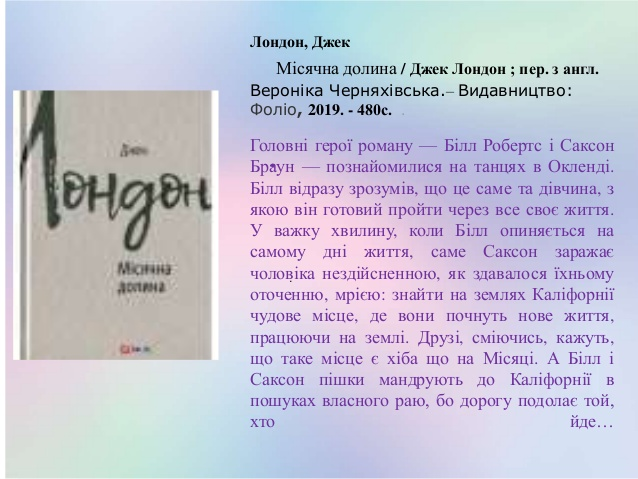 Лондон, Джек
Місячна долина / Джек Лондон ; пер. з англ.
Вероніка Черняхівська.– Видавництво:
Фоліо, 2019. - 480с.
Джек
Лондон
Місячна
долина
Головні герої роману — Білл Робертс і Саксон
Браун — познайомилися на танцях в Окленді.
Білл відразу зрозумів, що це саме та дівчина, з
якою він готовий пройти через все своє життя.
У важку хвилину, коли Білл опиняється на
самому дні життя, саме Саксон заражає
чоловіка нездійсненною, як здавалося їхньому
оточенню, мрією: знайти на землях Каліфорнії
чудове місце, де вони почнуть нове життя,
працюючи на землі. Друзі, сміючись, кажуть,
що таке місце є хіба що на Місяці. А Білл і
Саксон пішки мандрують до Каліфорнії в
пошуках власного раю, бо дорогу подолає той,
хто йде…